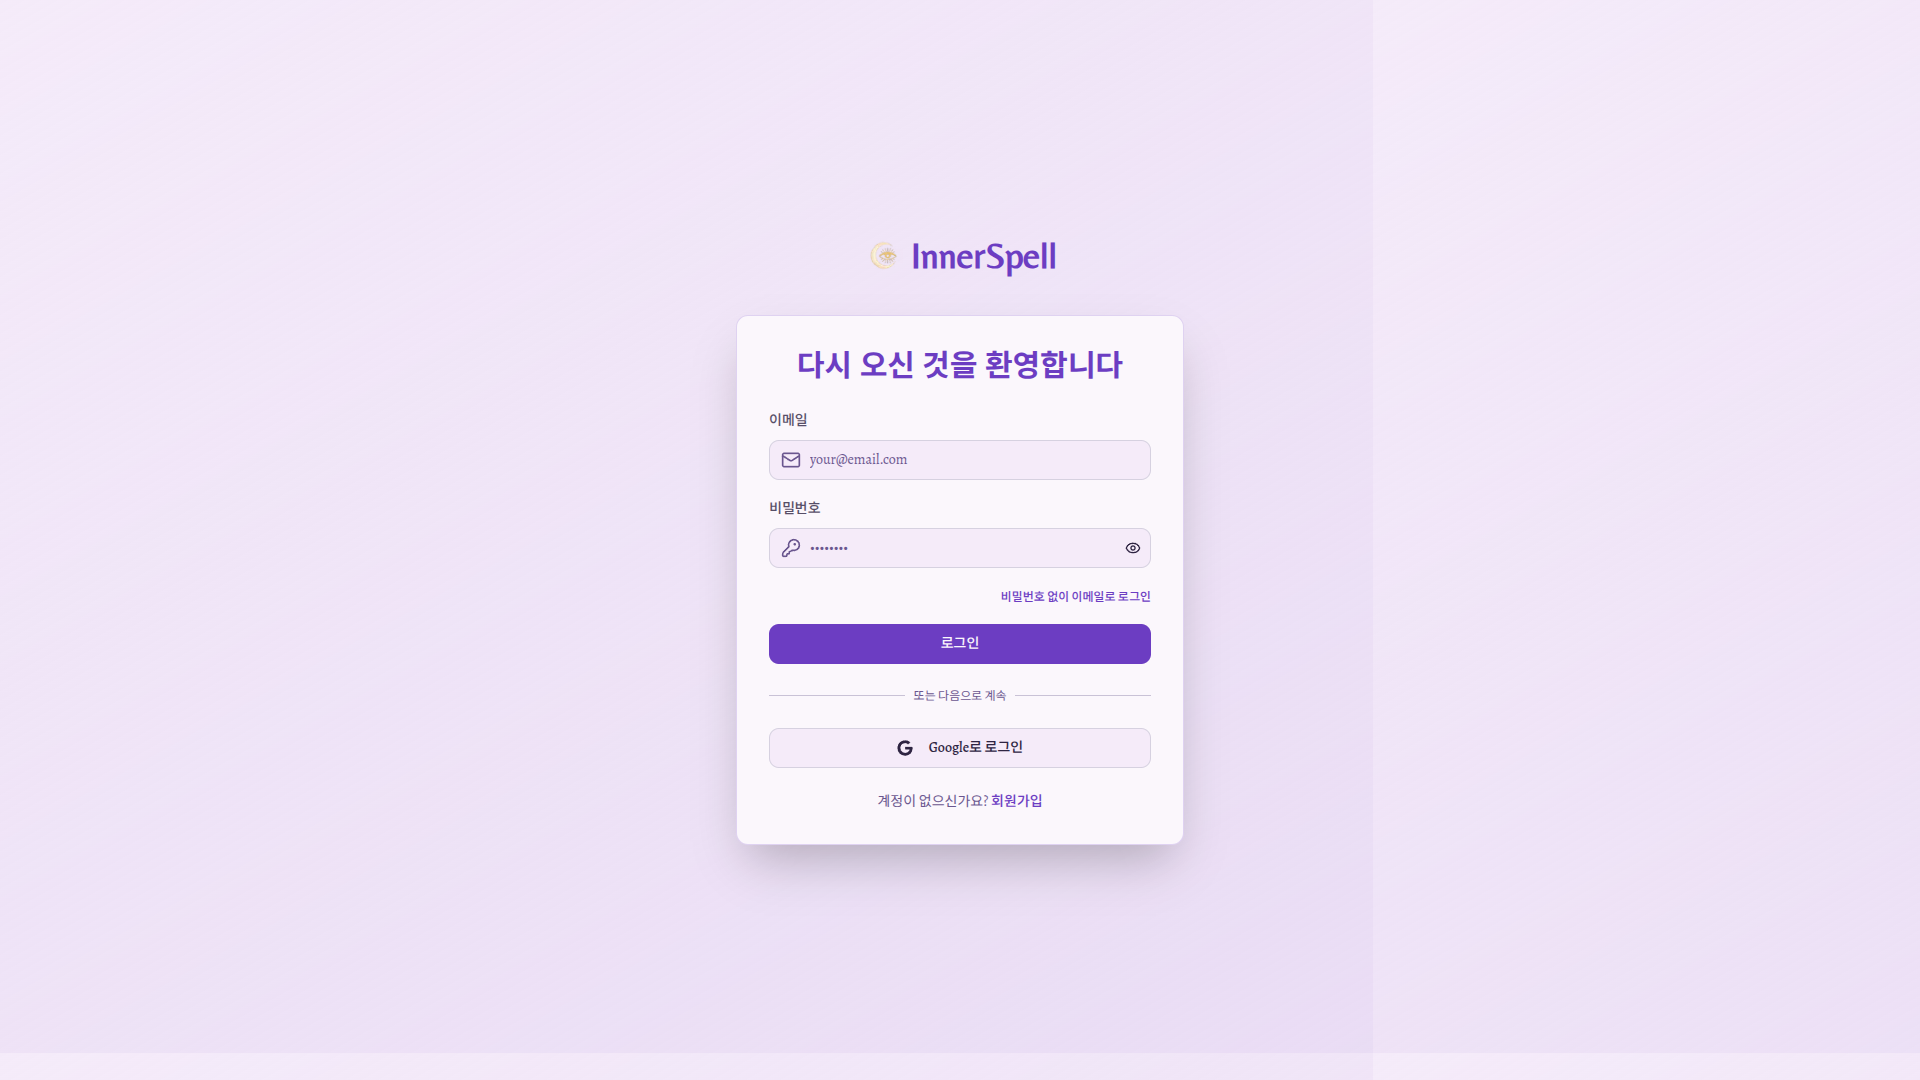 InnerSpell
다시 오신 것을 환영합니다
이메일
your@email.com
비밀번호
••••••••
비밀번호 없이 이메일로 로그인
로그인
또는 다음으로 계속
Google로 로그인
계정이 없으신가요? 회원가입